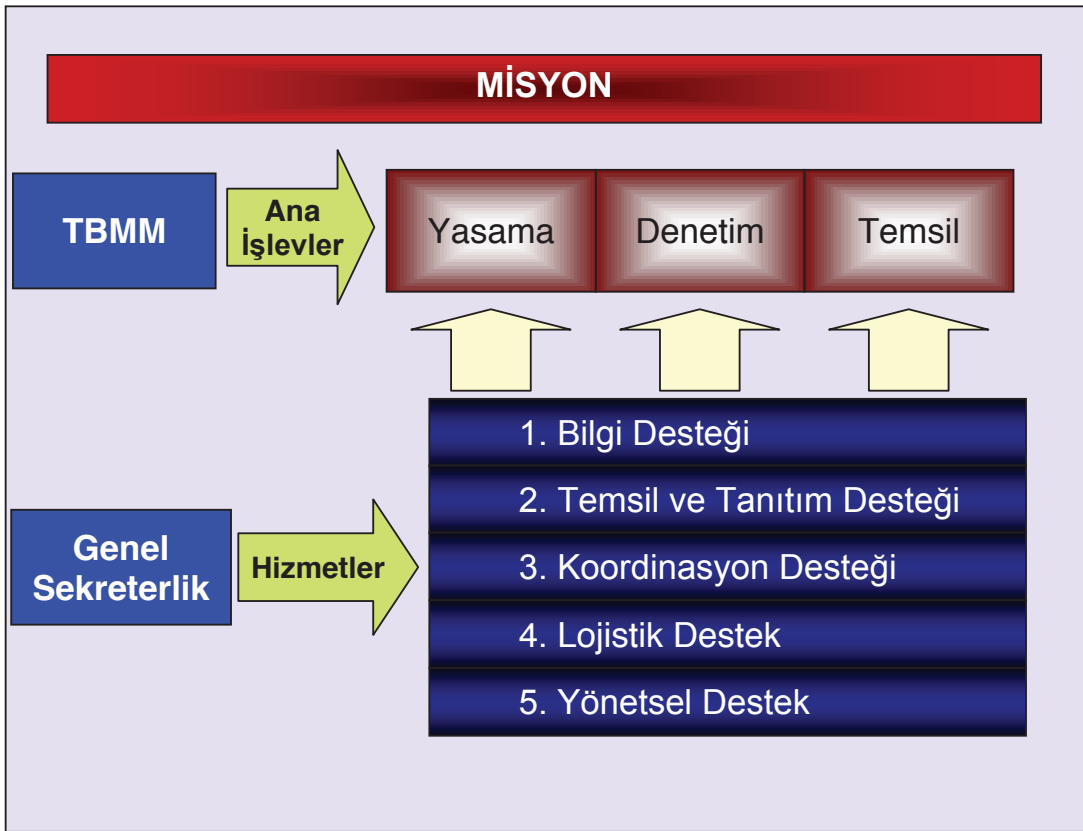 MİSYON
TBMM
Ana
İşlevler
Yasama
Denetim
Temsil
Genel
Sekreterlik
Hizmetler
1. Bilgi Desteği
2. Temsil ve Tanıtım Desteği
3. Koordinasyon Desteği
4. Lojistik Destek
5. Yönetsel Destek